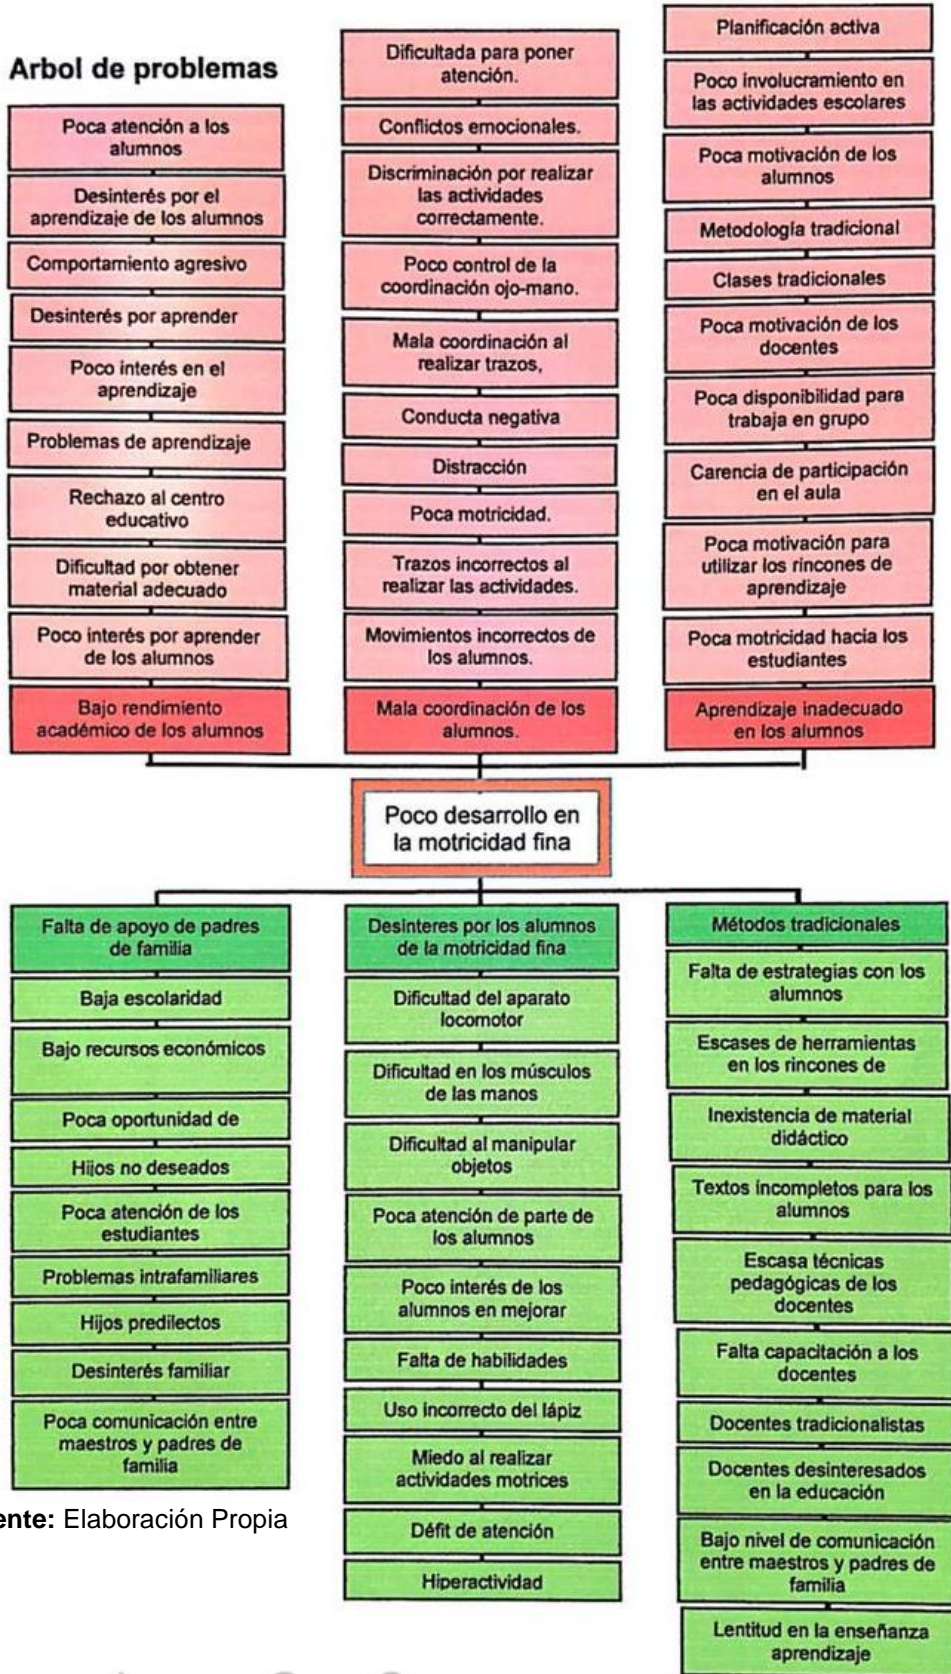 Arbol de problemas
Poca atención a los
alumnos
Desinterés por el
aprendizaje de los alumnos
Comportamiento agresivo
Desinterés por aprender
Poco interés en el
aprendizaje
Problemas de aprendizaje
Rechazo al centro
educativo
Dificultad por obtener
material adecuado
Poco interés por aprender
de los alumnos
Bajo rendimiento
académico de los alumnos
Dificultada para poner
atención.
Conflictos emocionales.
Discriminación por realizar
las actividades
correctamente.
Poco control de la
coordinación ojo-mano.
Mala coordinación al
realizar trazos,
Conducta negativa
Distracción
Poca motricidad.
Trazos incorrectos al
realizar las actividades.
Movimientos incorrectos de
los alumnos.
Mala coordinación de los
alumnos.
Planificación activa
Poco involucramiento en
las actividades escolares
Poca motivación de los
alumnos
Metodología tradicional
Clases tradicionales
Poca motivación de los
docentes
Poca disponibilidad para
trabaja en grupo
Carencia de participación
en el aula
Poca motivación para
utilizar los rincones de
aprendizaje
Poca motricidad hacia los
estudiantes
Aprendizaje inadecuado
en los alumnos
Poco desarrollo en
la motricidad fina
Falta de apoyo de padres
de familia
Baja escolaridad
Bajo recursos económicos
Poca oportunidad de
Hijos no deseados
Poca atención de los
estudiantes
Problemas intrafamiliares
Hijos predilectos
Desinterés familiar
Poca comunicación entre
maestros y padres de
familia
Desinteres por los alumnos
de la motricidad fina
Dificultad del aparato
locomotor
Dificultad en los músculos
de las manos
Dificultad al manipular
objetos
Poca atención de parte de
los alumnos
Poco interés de los
alumnos en mejorar
Falta de habilidades
Uso incorrecto del lápiz
Miedo al realizar
actividades motrices
Défit de atención
Hiperactividad
Métodos tradicionales
Falta de estrategias con los
alumnos
Escases de herramientas
en los rincones de
Inexistencia de material
didáctico
Textos incompletos para los
alumnos
Escasa técnicas
pedagógicas de los
docentes
Falta capacitación a los
docentes
Docentes tradicionalistas
Docentes desinteresados
en la educación
Bajo nivel de comunicación
entre maestros y padres de
familia
Lentitud en la enseñanza
aprendizaje
ente: Elaboración Propia